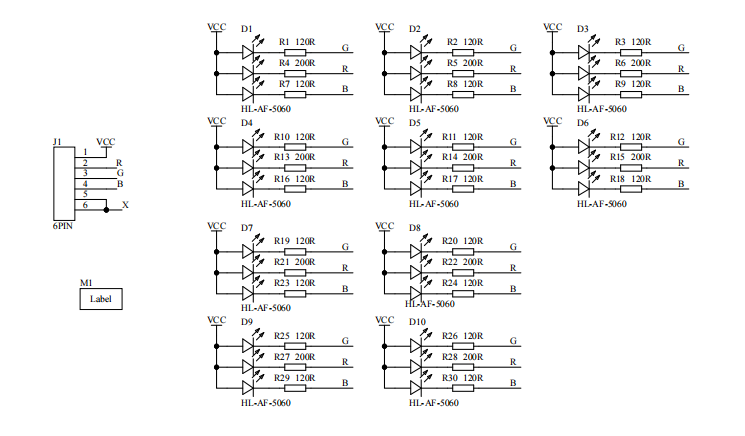 VCC D1
R1 120R G
R4 200R R
R7 120R B
HL-AF-5060
VCC D2
R2 120R G
R5 200R R
R8 120R B
HL-AF-5060
VCC D3
R3 120R G
R6 200R R
R9 120R B
HL-AF-5060
J1
1 VCC
2 R
3 G
4 B
5
6 X
6PIN
VCC D4
R10 120R G
R13 200R R
R16 120R B
HL-AF-5060
VCC D5
R11 120R G
R14 200R R
R17 120R B
HL-AF-5060
VCC D6
R12 120R G
R15 200R R
R18 120R B
HL-AF-5060
M1
Label
VCC D7
R19 120R G
R21 200R R
R23 120R B
HL-AF-5060
VCC D8
R20 120R G
R22 200R R
R24 120R B
HL-AF-5060
VCC D9
R25 120R G
R27 200R R
R29 120R B
HL-AF-5060
VCC D10
R26 120R G
R28 200R R
R30 120R B
HL-AF-5060